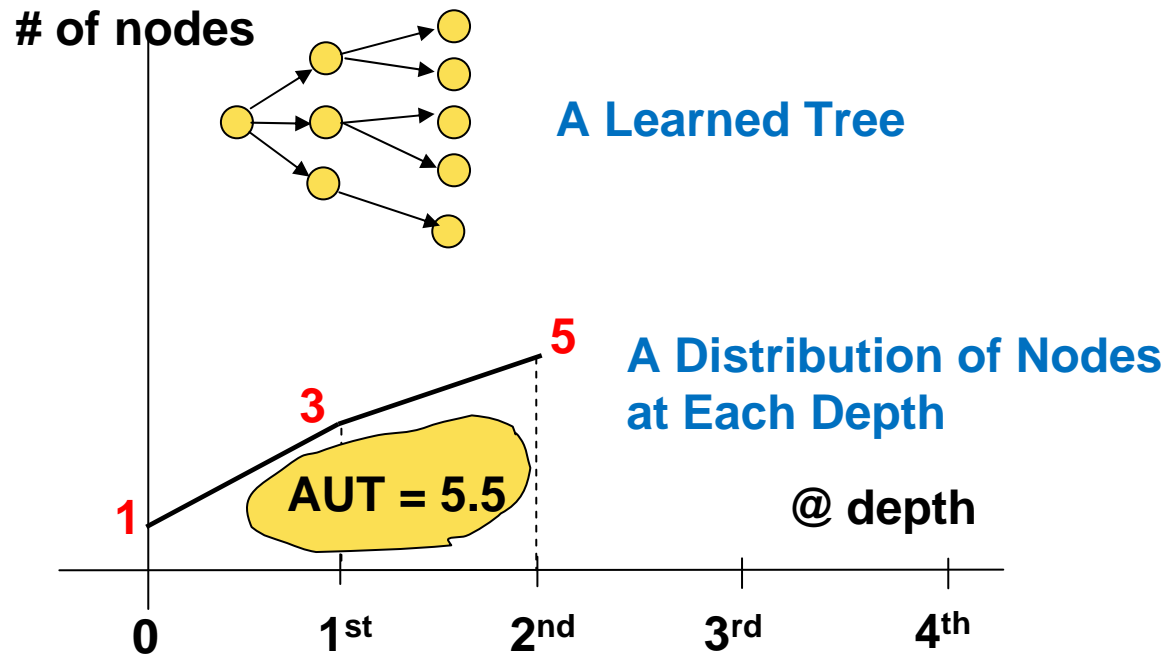 # of nodes
A Learned Tree
5
A Distribution of Nodes
at Each Depth
3
AUT = 5.5
1
@ depth
0 1st 2nd 3rd 4th